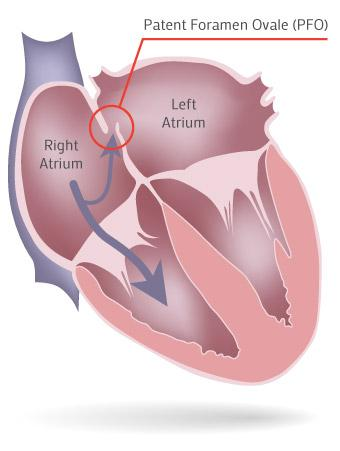 Patent Foramen Ovale (PFO)
Left
Atrium
Right
Atrium